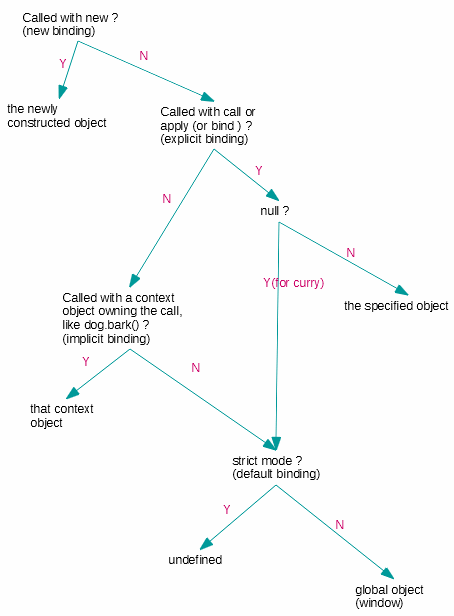 Called with new ?
(new binding)
Y
N
the newly
constructed object
Called with call or
apply (or bind ) ?
(explicit binding)
N
Y
null ?
N
Y(for curry)
the specified object
Called with a context
object owning the call,
like dog.bark() ?
(implicit binding)
Y
N
that context
object
strict mode ?
(default binding)
Y
N
undefined
global object
(window)